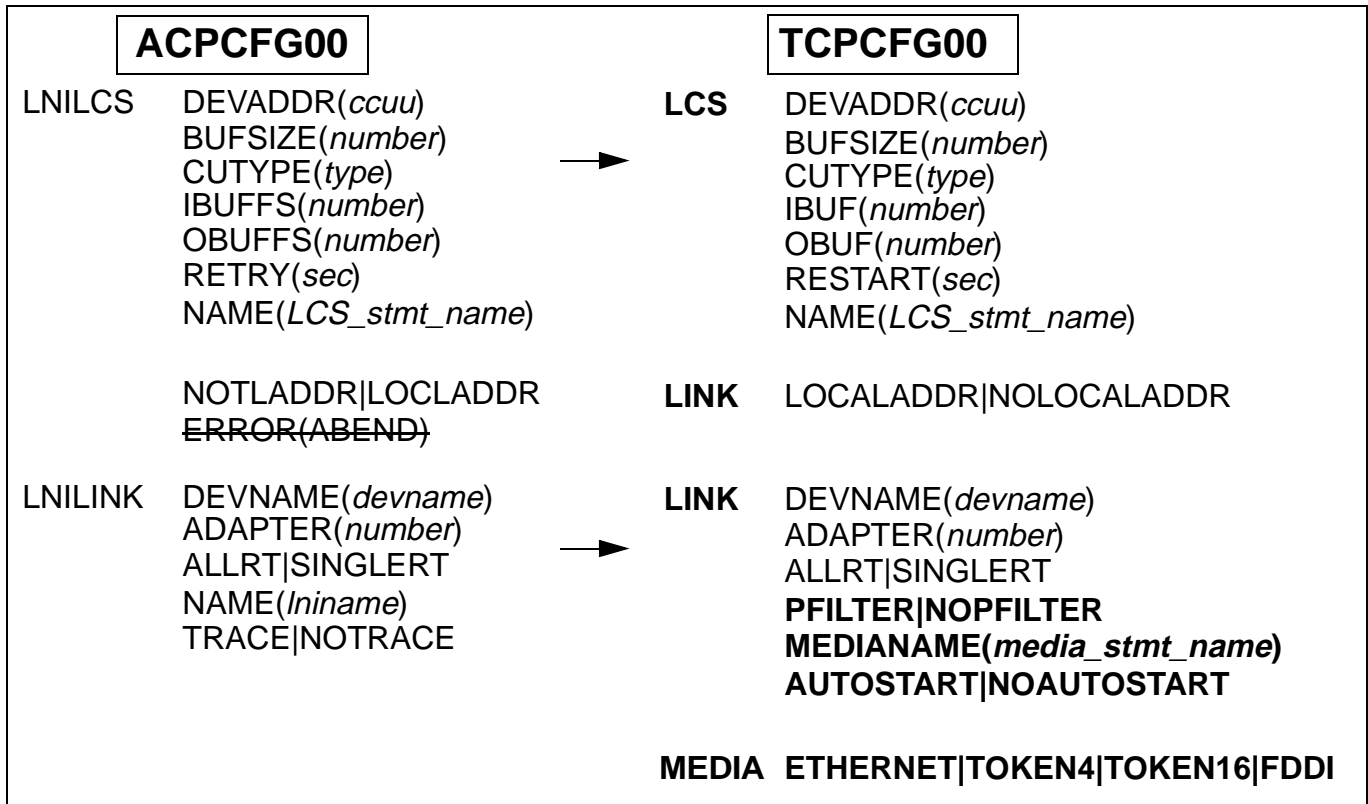 ACPCFG00 TCPCFG00
LNILCS DEVADDR(ccuu) LCS DEVADDR(ccuu)
BUFSIZE(number) BUFSIZE(number)
CUTYPE(type) CUTYPE(type)
IBUFFS(number) IBUF(number)
OBUFFS(number) OBUF(number)
RETRY(sec) RESTART(sec)
NAME(LCS_stmt_name) NAME(LCS_stmt_name)
NOTLADDR|LOCLADDR LINK LOCALADDR|NOLOCALADDR
ERROR(ABEND)
LNILINK DEVNAME(devname) LINK DEVNAME(devname)
ADAPTER(number) ADAPTER(number)
ALLRT|SINGLERT ALLRT|SINGLERT
NAME(lniname) PFILTER|NOPFILTER
TRACE|NOTRACE MEDIANAME(media_stmt_name)
AUTOSTART|NOAUTOSTART
MEDIA ETHERNET|TOKEN4|TOKEN16|FDDI